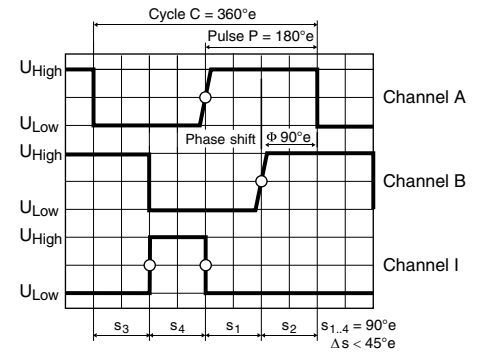 Cycle C = 360°e
Pulse P = 180°e
UHigh
ULow
Channel A
Phase shift Φ 90°e
UHigh
ULow
Channel B
UHigh
ULow
Channel I
s3 s4 s1 s2 s1..4 = 90°e
Δs < 45°e